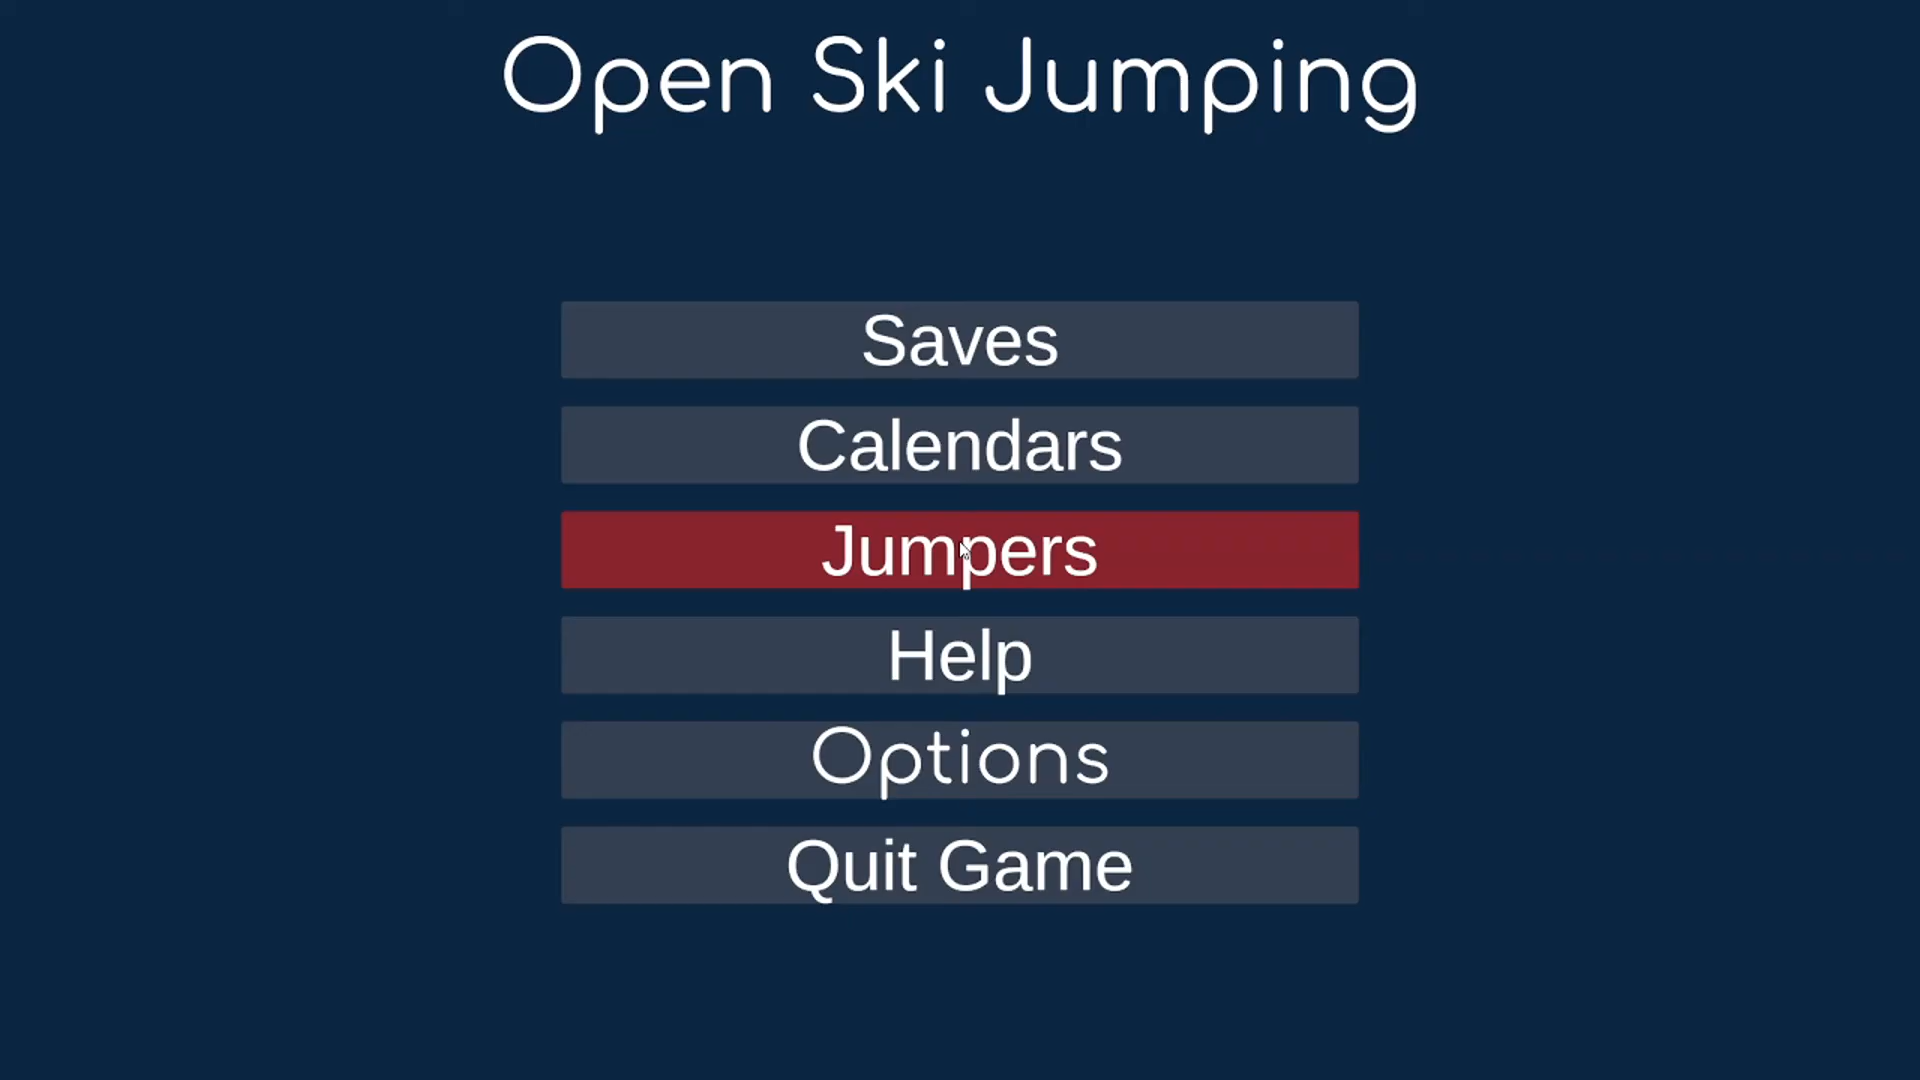 Open Ski Jumping
Saves
Calendars
Jumpers
Help
Options
Quit Game